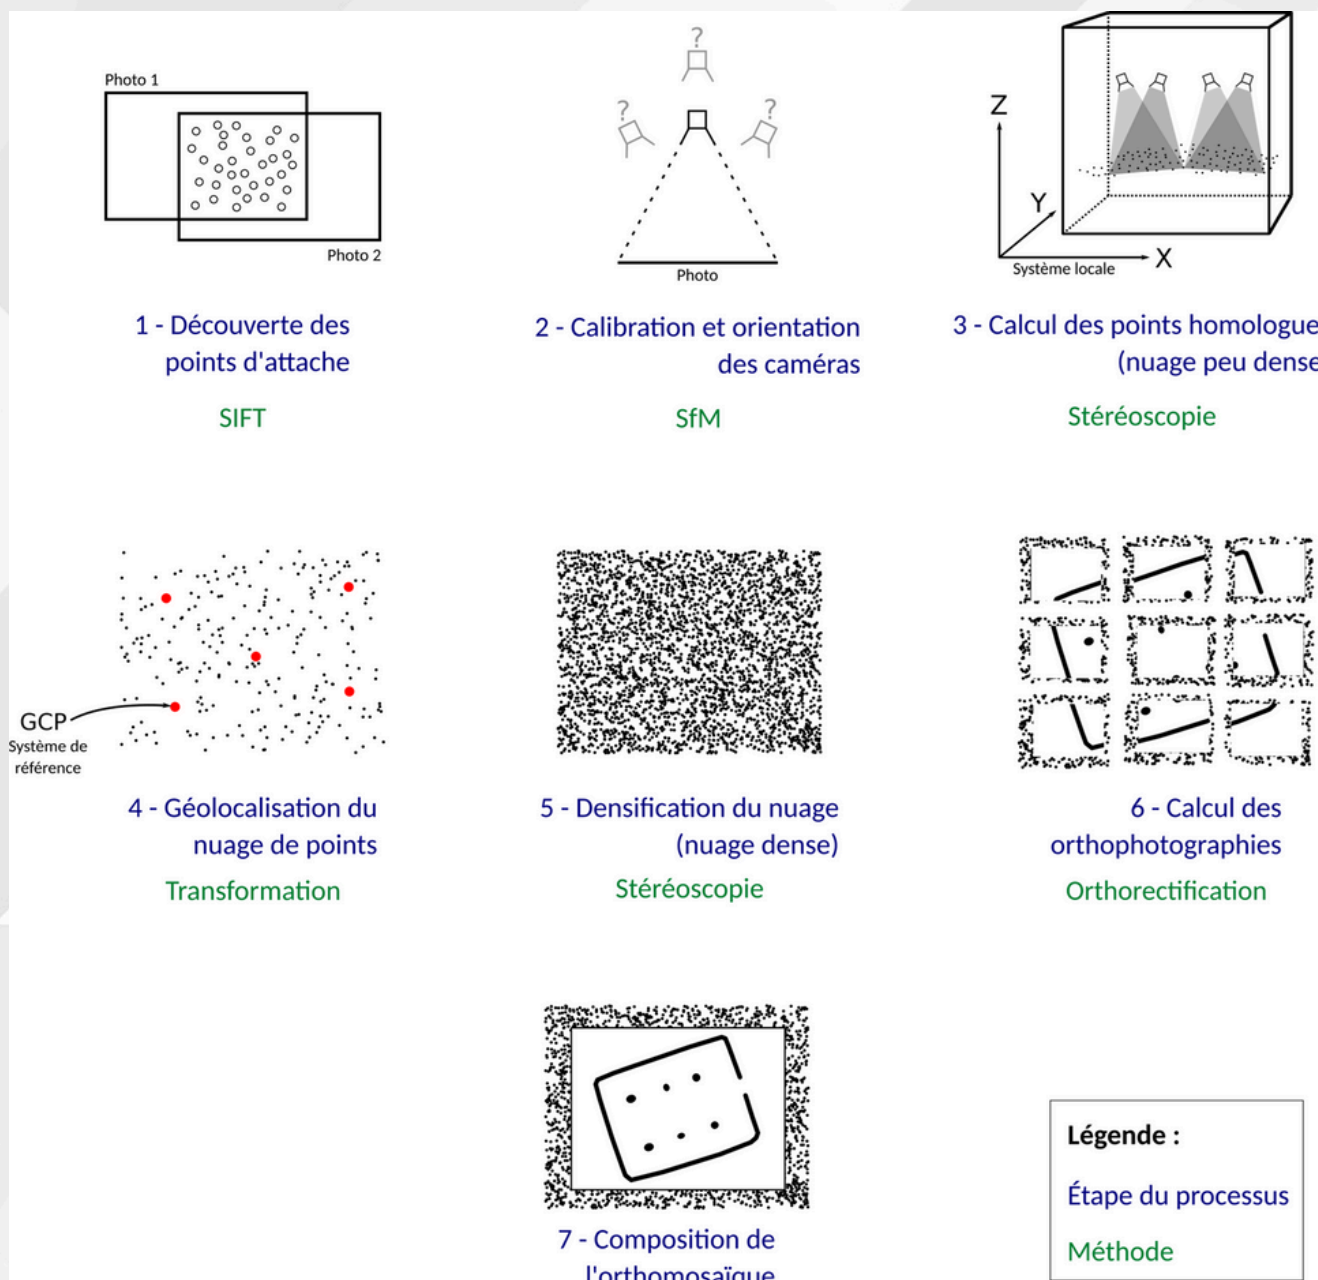 Photo 1
Photo 2
1 - Découverte des
points d'attache
SIFT
?
?
?
Photo
2 - Calibration et orientation
des caméras
SfM
Z
Y
X
Système locale
3 - Calcul des points homologue
(nuage peu dense
Stéréoscopie
GCP
Système de
référence
4 - Géolocalisation du
nuage de points
Transformation
5 - Densification du nuage
(nuage dense)
Stéréoscopie
6 - Calcul des
orthophotographies
Orthorectification
7 - Composition de
l'orthomosaïque
Légende :
Étape du processus
Méthode